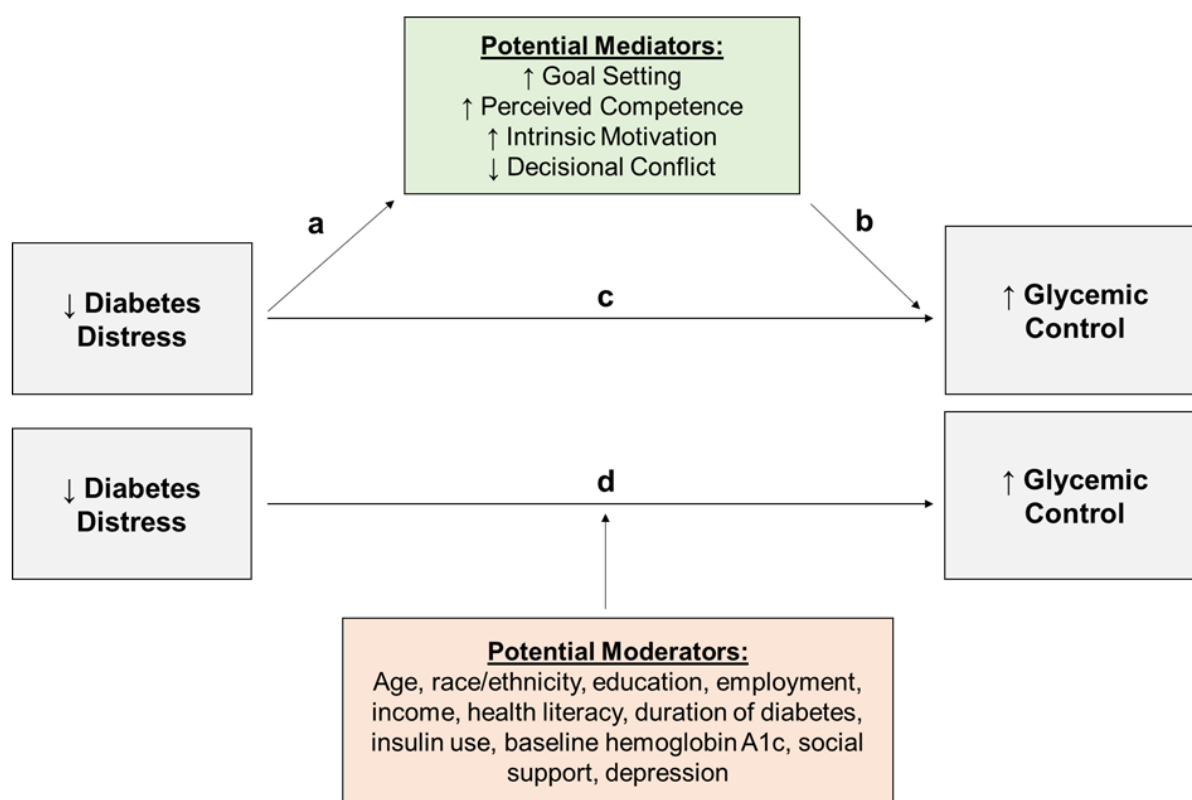 Potential Mediators:
↑ Goal Setting
↑ Perceived Competence
↑ Intrinsic Motivation
↓ Decisional Conflict
a
b
↓ Diabetes
Distress
c
↑ Glycemic
Control
↓ Diabetes
Distress
d
↑ Glycemic
Control
Potential Moderators:
Age, race/ethnicity, education, employment,
income, health literacy, duration of diabetes,
insulin use, baseline hemoglobin A1c, social
support, depression